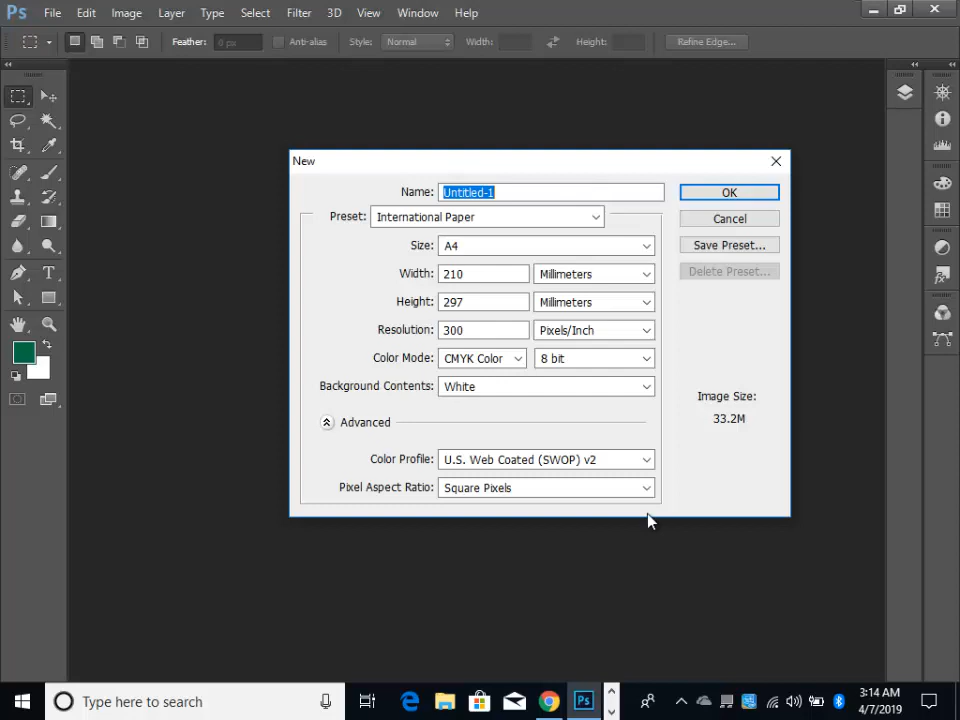 Ps File Edit Image Layer Type Select Filter 3D View Window Help
Feather: 0 px Anti-alias Style: Normal Width: Height: Refine Edge...
New
Name: Untitled-1 OK
Preset: International Paper Cancel
Size: A4 Save Preset...
Width: 210 Millimeters Delete Preset...
Height: 297 Millimeters
Resolution: 300 Pixels/Inch
Color Mode: CMYK Color 8 bit
Background Contents: White
Image Size:
33.2M
Advanced
Color Profile: U.S. Web Coated (SWOP) v2
Pixel Aspect Ratio: Square Pixels
Type here to search
Ps
3:14 AM
4/7/2019